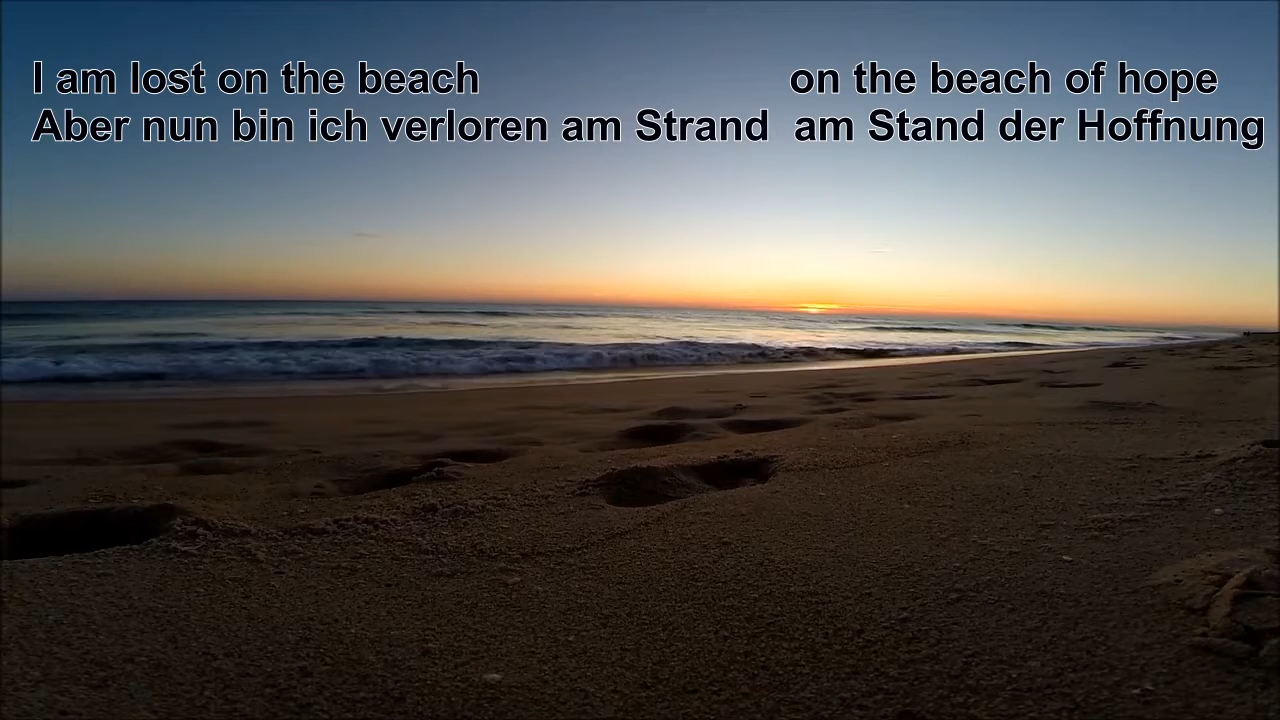 I am lost on the beach on the beach of hope
Aber nun bin ich verloren am Strand am Stand der Hoffnung